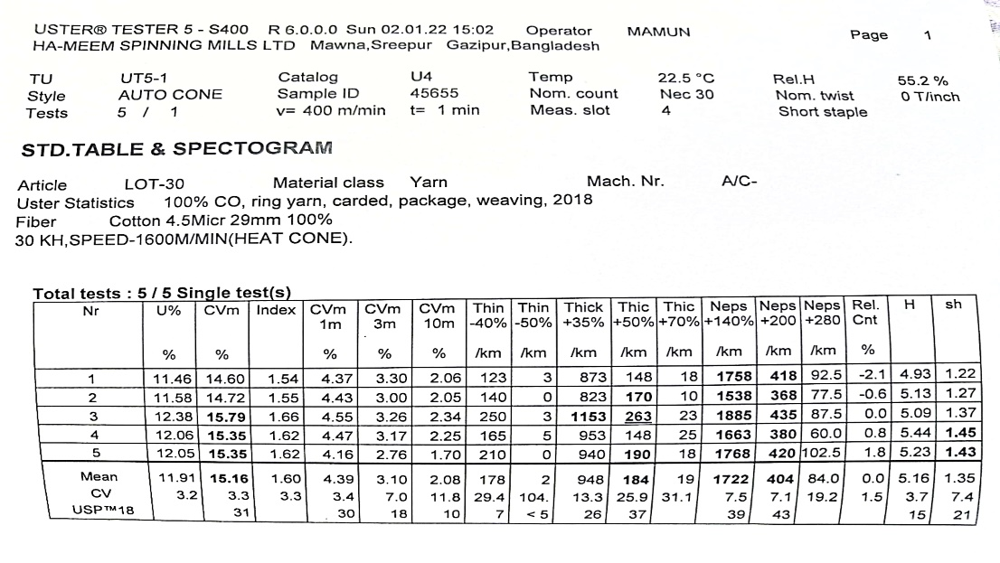 USTER® TESTER 5 - S400 R 6.0.0.0 Sun 02.01.22 15:02 Operator MAMUN Page 1
HA-MEEM SPINNING MILLS LTD Mawna,Sreepur Gazipur,Bangladesh
TU UT5-1 Catalog U4 Temp 22.5 °C Rel.H 55.2 %
Style AUTO CONE Sample ID 45655 Nom. count Nec 30 Nom. twist 0 T/inch
Tests 5 / 1 v= 400 m/min t= 1 min Meas. slot 4 Short staple
STD.TABLE & SPECTOGRAM
Article LOT-30 Material class Yarn Mach. Nr. A/C-
Uster Statistics 100% CO, ring yarn, carded, package, weaving, 2018
Fiber Cotton 4.5Micr 29mm 100%
30 KH,SPEED-1600M/MIN(HEAT CONE).
Total tests : 5 / 5 Single test(s)
Nr U% CVm Index CVm CVm CVm Thin Thin Thick Thic Thic Neps Neps Neps Rel. H sh
1m 3m 10m -40% -50% +35% +50% +70% +140% +200 +280 Cnt
% % % % % /km /km /km /km /km /km /km /km %
1 11.46 14.60 1.54 4.37 3.30 2.06 123 3 873 148 18 1758 418 92.5 -2.1 4.93 1.22
2 11.58 14.72 1.55 4.43 3.00 2.05 140 0 823 170 10 1538 368 77.5 -0.6 5.13 1.27
3 12.38 15.79 1.66 4.55 3.26 2.34 250 3 1153 263 23 1885 435 87.5 0.0 5.09 1.37
4 12.06 15.35 1.62 4.47 3.17 2.25 165 5 953 148 25 1663 380 60.0 0.8 5.44 1.45
5 12.05 15.35 1.62 4.16 2.76 1.70 210 0 940 190 18 1768 420 102.5 1.8 5.23 1.43
Mean 11.91 15.16 1.60 4.39 3.10 2.08 178 2 948 184 19 1722 404 84.0 0.0 5.16 1.35
CV 3.2 3.3 3.3 3.4 7.0 11.8 29.4 104. 13.3 25.9 31.1 7.5 7.1 19.2 1.5 3.7 7.4
USP™18 31 30 18 10 7 < 5 26 37 39 43 15 21